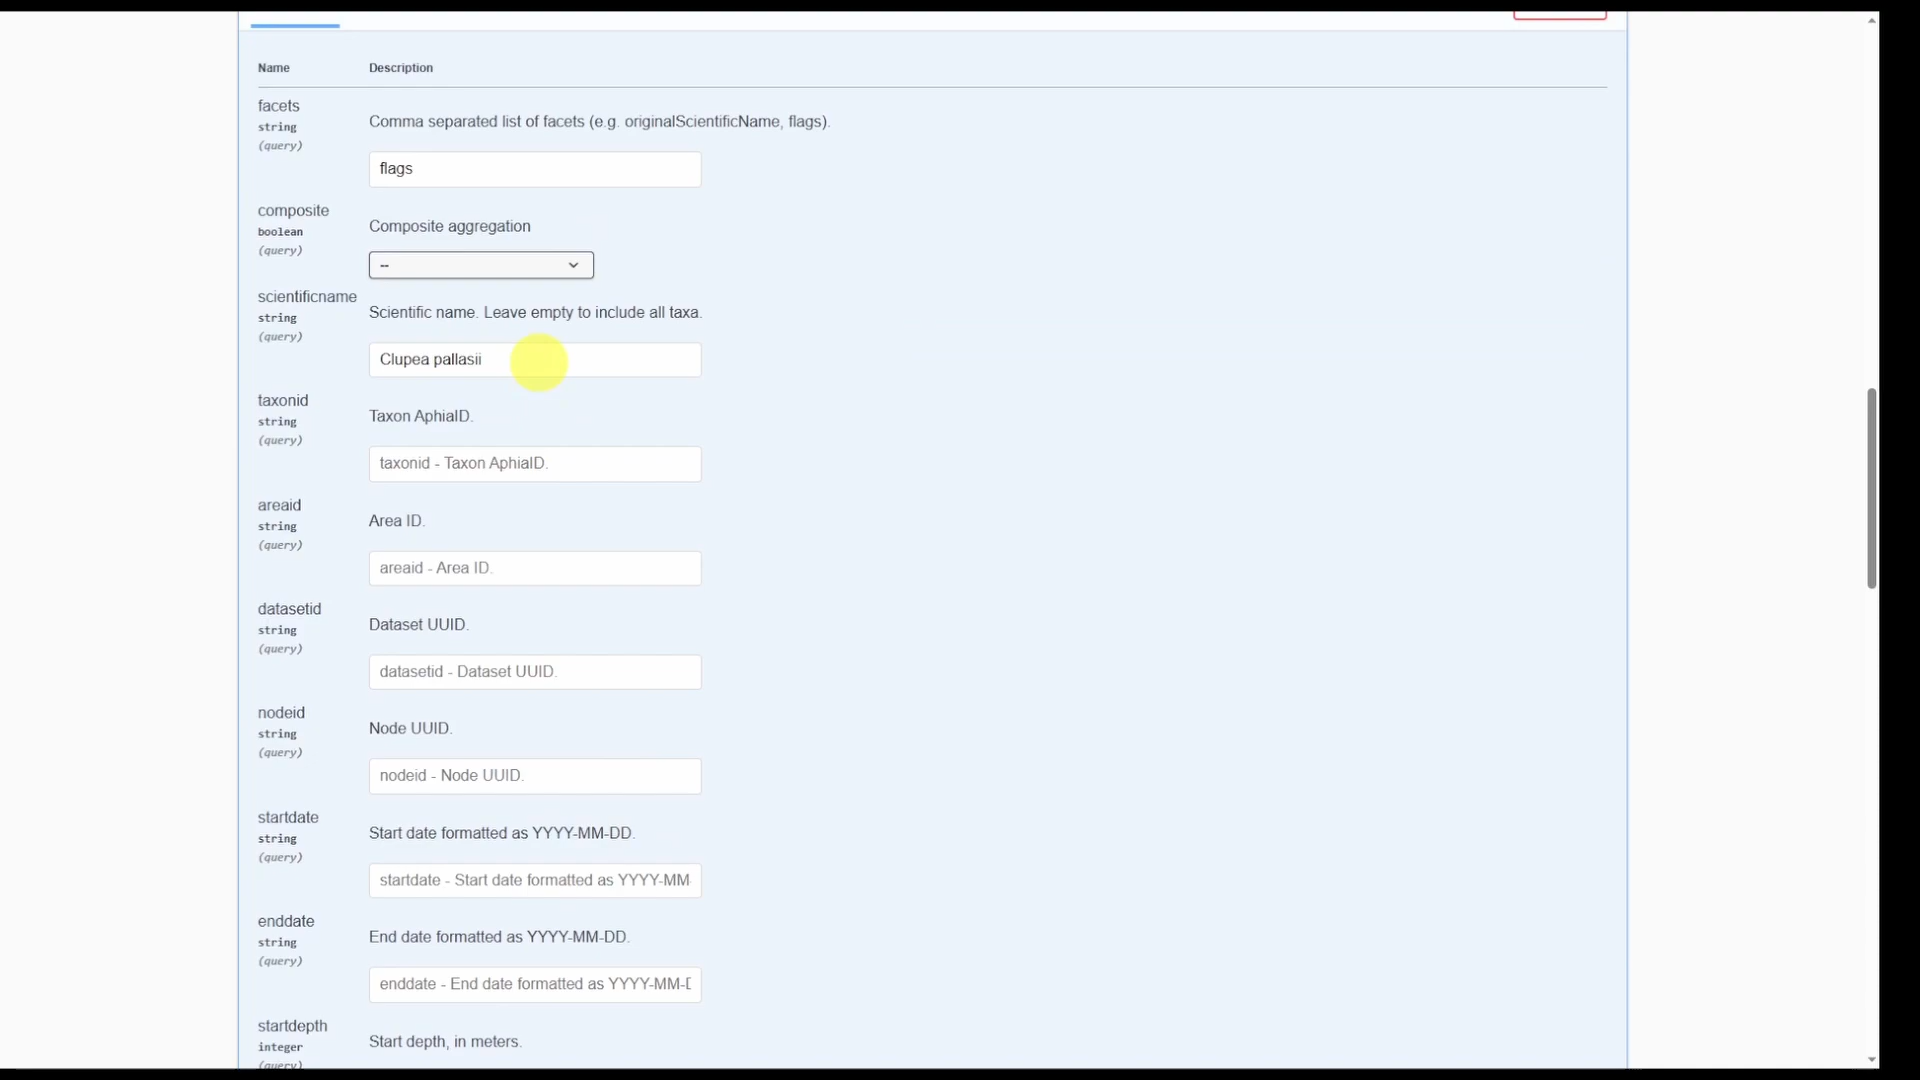 Name Description
facets
string
(query)
Comma separated list of facets (e.g. originalScientificName, flags).
flags
composite
boolean
(query)
Composite aggregation
--
scientificname
string
(query)
Scientific name. Leave empty to include all taxa.
Clupea pallasii
taxonid
string
(query)
Taxon AphiaID.
taxonid - Taxon AphiaID.
areaid
string
(query)
Area ID.
areaid - Area ID.
datasetid
string
(query)
Dataset UUID.
datasetid - Dataset UUID.
nodeid
string
(query)
Node UUID.
nodeid - Node UUID.
startdate
string
(query)
Start date formatted as YYYY-MM-DD.
startdate - Start date formatted as YYYY-MM-
enddate
string
(query)
End date formatted as YYYY-MM-DD.
enddate - End date formatted as YYYY-MM-D
startdepth
integer
(query)
Start depth, in meters.